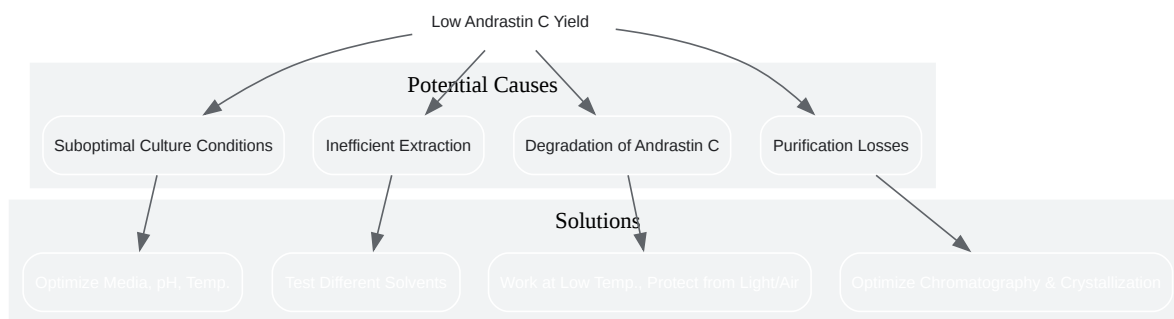 Low Andrastin C Yield
Potential Causes
Suboptimal Culture Conditions
Inefficient Extraction
Degradation of Andrastin C
Purification Losses
Solutions
Optimize Media, pH, Temp.
Test Different Solvents
Work at Low Temp., Protect from Light/Air
Optimize Chromatography & Crystallization